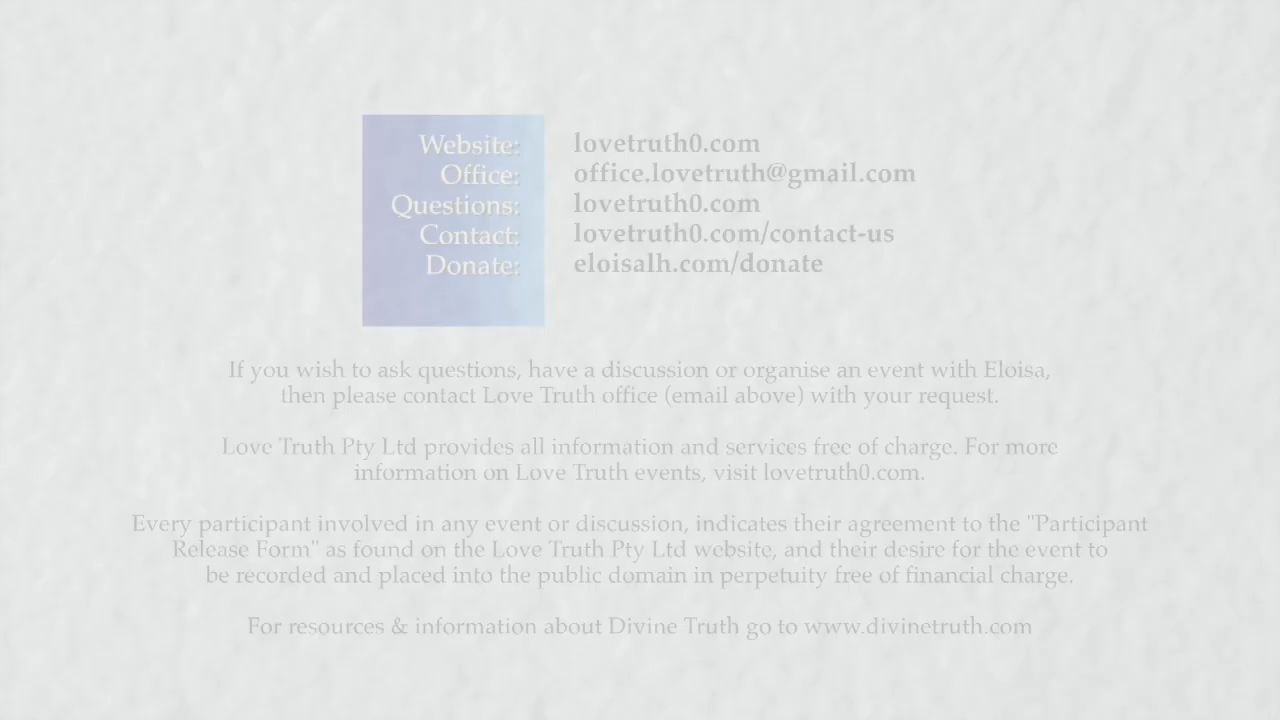 Website: lovetruth0.com
Office: office.lovetruth@gmail.com
Questions: lovetruth0.com
Contact: lovetruth0.com/contact-us
Donate: eloisalh.com/donate
If you wish to ask questions, have a discussion or organise an event with Eloisa,
then please contact Love Truth office (email above) with your request.
Love Truth Pty Ltd provides all information and services free of charge. For more
information on Love Truth events, visit lovetruth0.com.
Every participant involved in any event or discussion, indicates their agreement to the "Participant
Release Form" as found on the Love Truth Pty Ltd website, and their desire for the event to
be recorded and placed into the public domain in perpetuity free of financial charge.
For resources & information about Divine Truth go to www.divinetruth.com